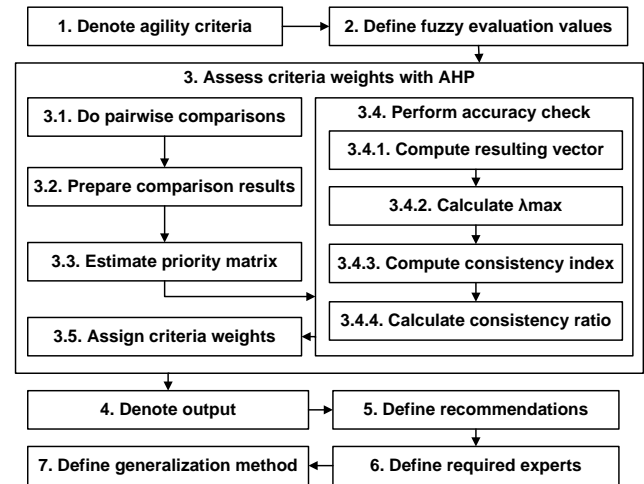 1. Denote agility criteria
2. Define fuzzy evaluation values
3. Assess criteria weights with AHP
3.1. Do pairwise comparisons
3.2. Prepare comparison results
3.3. Estimate priority matrix
3.4. Perform accuracy check
3.4.1. Compute resulting vector
3.4.2. Calculate λmax
3.4.3. Compute consistency index
3.4.4. Calculate consistency ratio
3.5. Assign criteria weights
4. Denote output
5. Define recommendations
6. Define required experts
7. Define generalization method